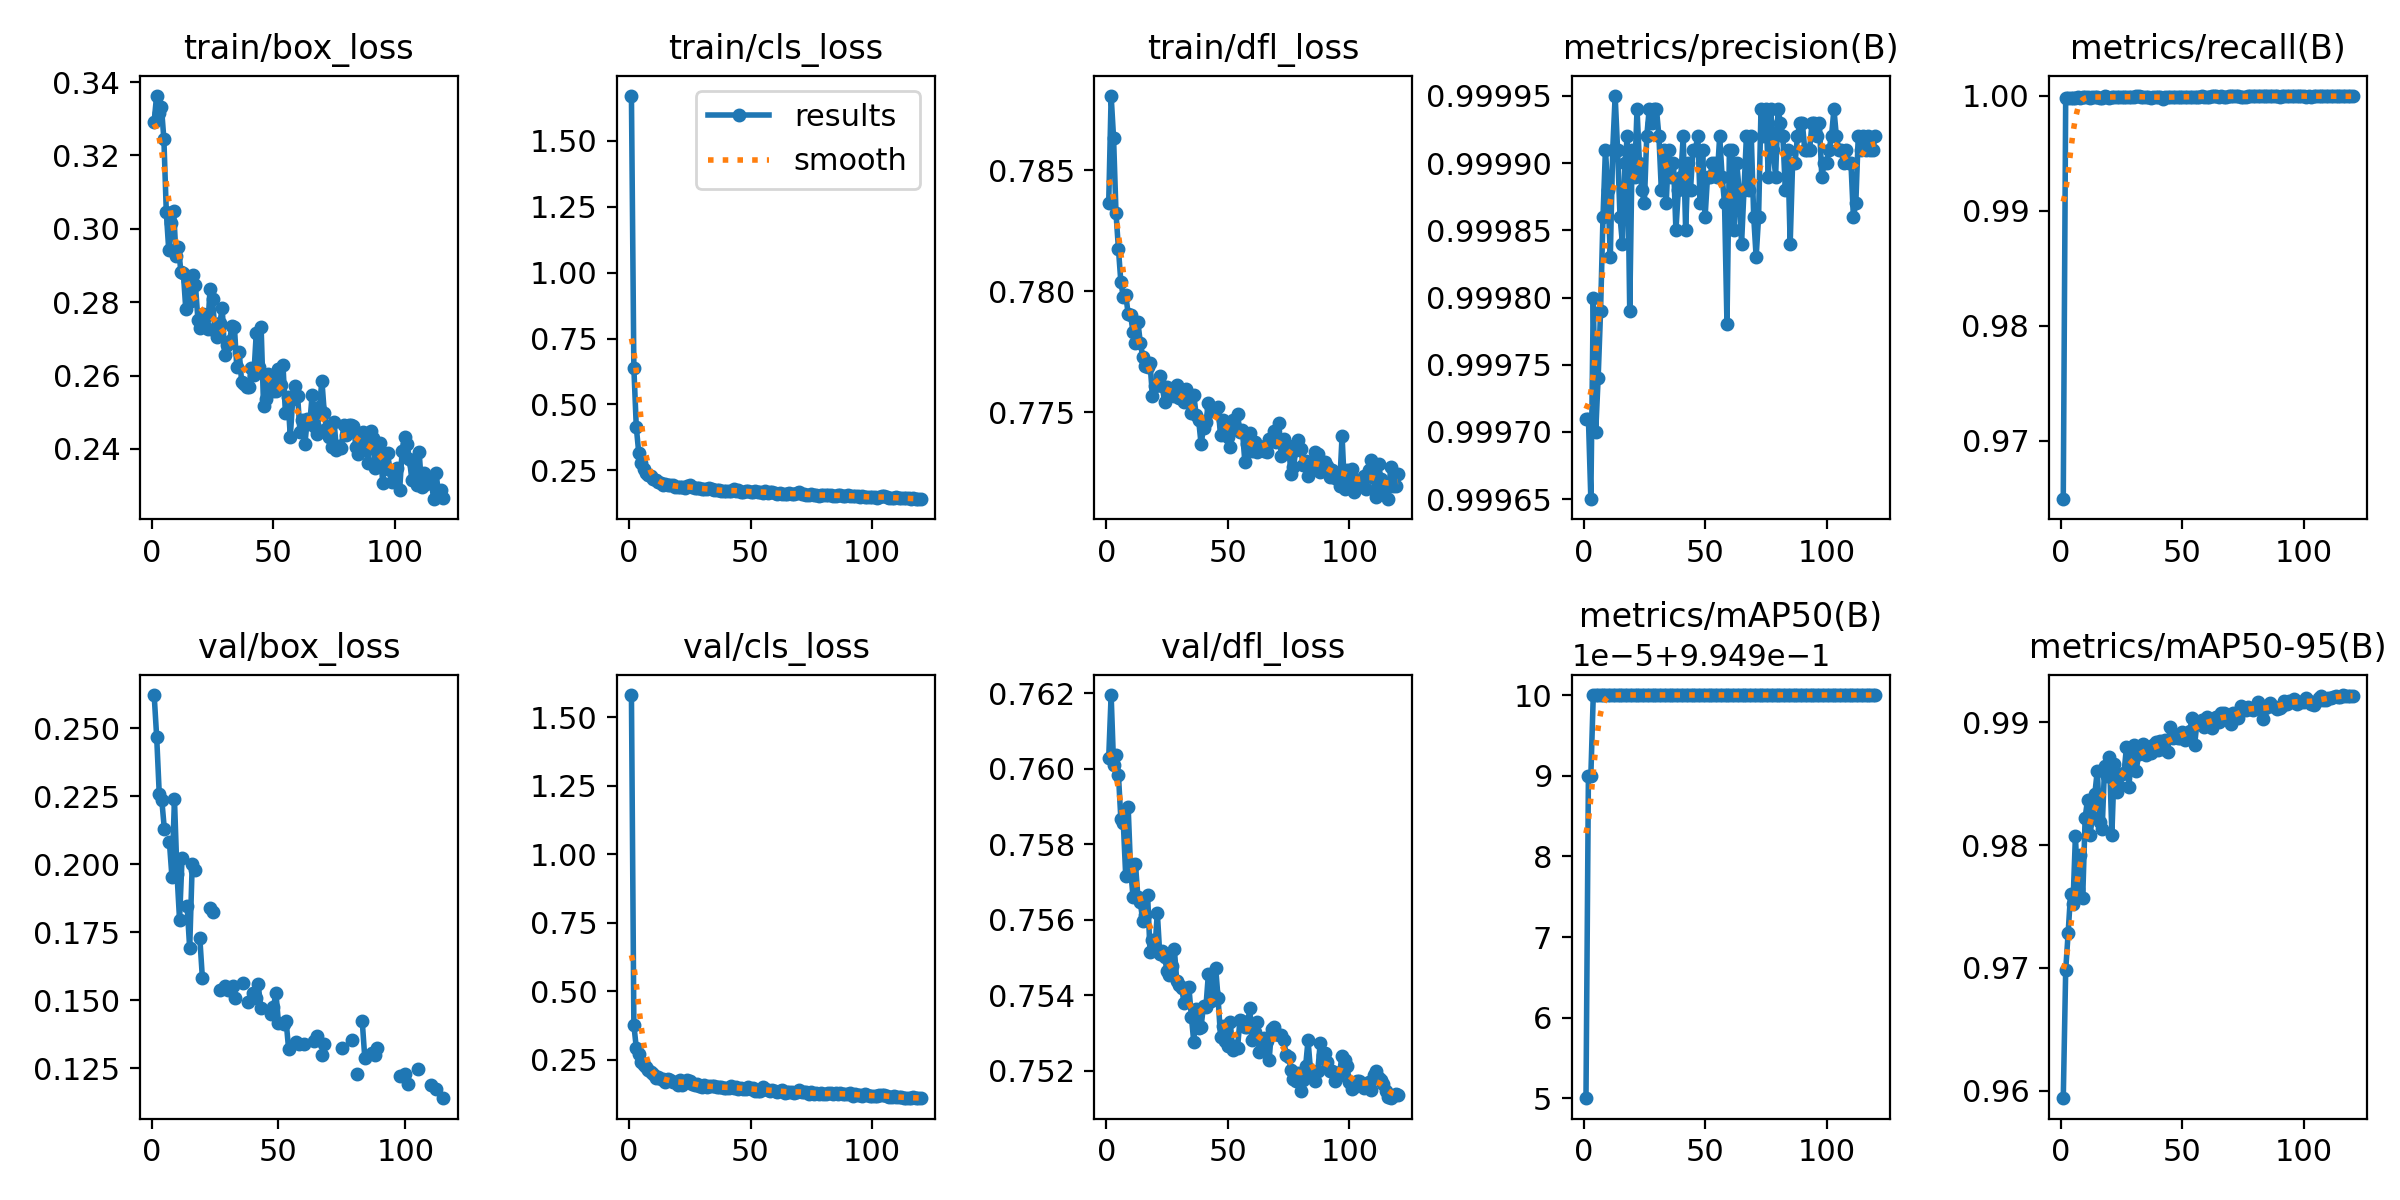 train/box_loss
0.34
0.32
0.30
0.28
0.26
0.24
0 50 100
train/cls_loss
results
smooth
1.50
1.25
1.00
0.75
0.50
0.25
0 50 100
train/dfl_loss
0.785
0.780
0.775
0 50 100
metrics/precision(B)
0.99995
0.99990
0.99985
0.99980
0.99975
0.99970
0.99965
0 50 100
metrics/recall(B)
1.00
0.99
0.98
0.97
0 50 100
val/box_loss
0.250
0.225
0.200
0.175
0.150
0.125
0 50 100
val/cls_loss
1.50
1.25
1.00
0.75
0.50
0.25
0 50 100
val/dfl_loss
0.762
0.760
0.758
0.756
0.754
0.752
0 50 100
metrics/mAP50(B)
1e−5+9.949e−1
10
9
8
7
6
5
0 50 100
metrics/mAP50-95(B)
0.99
0.98
0.97
0.96
0 50 100